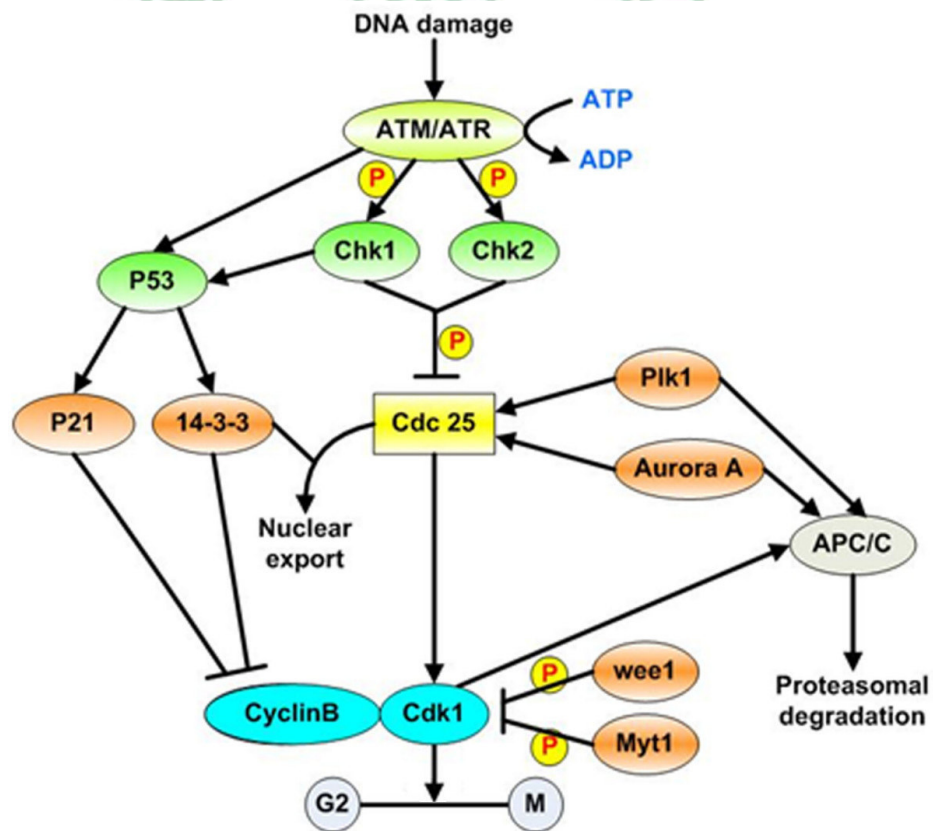 DNA damage
ATP
ATM/ATR
ADP
P
P
Chk1
Chk2
P53
P
Plk1
P21
14-3-3
Cdc 25
Aurora A
Nuclear
export
APC/C
P
wee1
Proteasomal
degradation
CyclinB
Cdk1
P
Myt1
G2
M